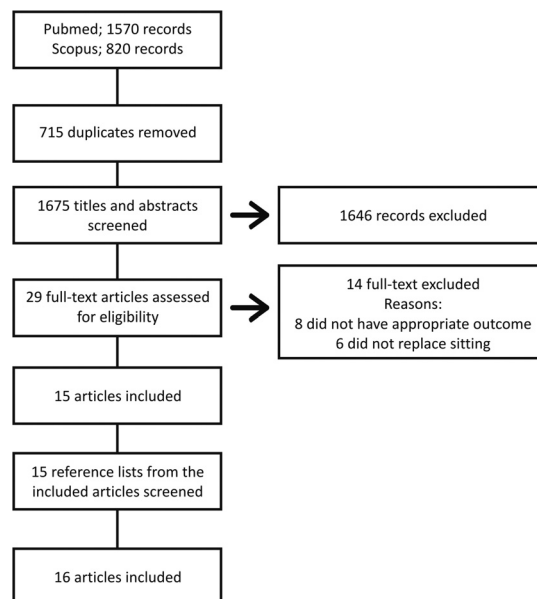 Pubmed; 1570 records
Scopus; 820 records
715 duplicates removed
1675 titles and abstracts
screened
1646 records excluded
29 full-text articles assessed
for eligibility
14 full-text excluded
Reasons:
8 did not have appropriate outcome
6 did not replace sitting
15 articles included
15 reference lists from the
included articles screened
16 articles included